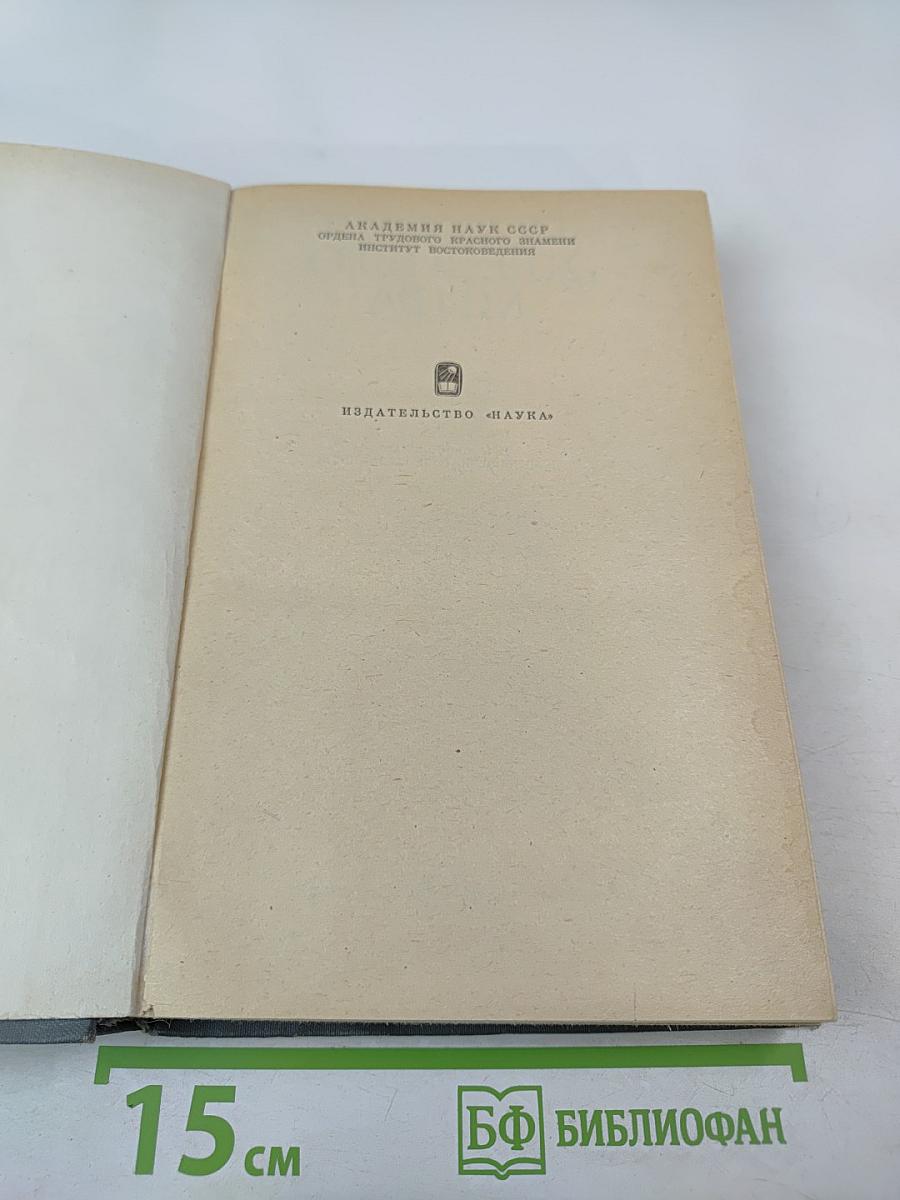 АКАДЕМИЯ НАУК СССР
ОРДЕНА ТРУДОВОГО КРАСНОГО ЗНАМЕНИ
ИНСТИТУТ ВОСТОКОВЕДЕНИЯ
ИЗДАТЕЛЬСТВО «НАУКА»
15 см
БФ БИБЛИОФАН